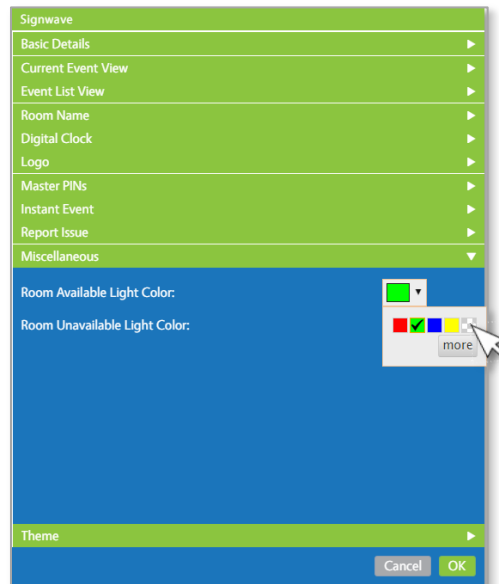 Signwave
Basic Details
Current Event View
Event List View
Room Name
Digital Clock
Logo
Master PINs
Instant Event
Report Issue
Miscellaneous
Room Available Light Color:
Room Unavailable Light Color:
more
Theme
Cancel OK